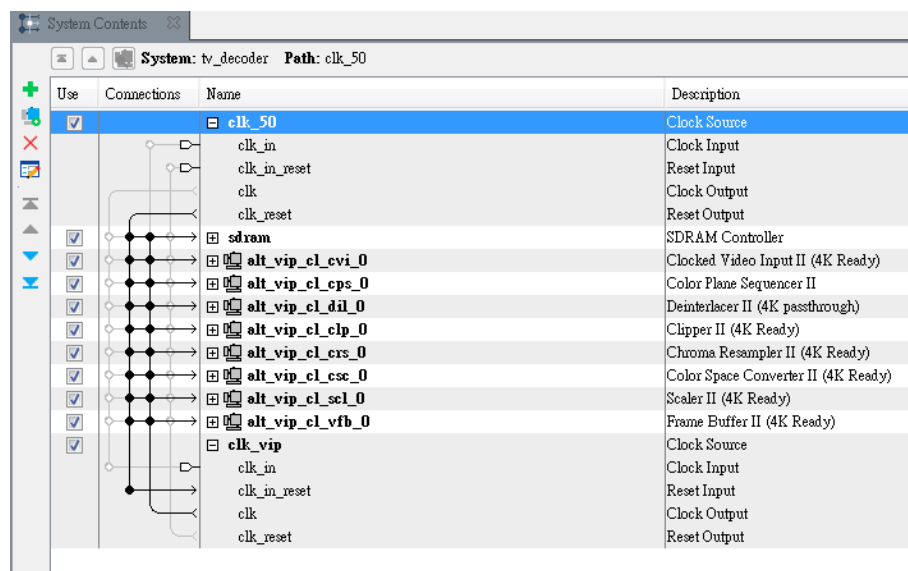 System Contents
System: tv_decoder Path: clk_50
Use Connections Name Description
clk_50 Clock Source
clk_in Clock Input
clk_in_reset Reset Input
clk Clock Output
clk_reset Reset Output
sdram SDRAM Controller
alt_vip_cl_cvi_0 Clocked Video Input II (4K Ready)
alt_vip_cl_cps_0 Color Plane Sequencer II
alt_vip_cl_dil_0 Deinterlacer II (4K passthrough)
alt_vip_cl_clp_0 Clipper II (4K Ready)
alt_vip_cl_crs_0 Chroma Resampler II (4K Ready)
alt_vip_cl_csc_0 Color Space Converter II (4K Ready)
alt_vip_cl_scl_0 Scaler II (4K Ready)
alt_vip_cl_vfb_0 Frame Buffer II (4K Ready)
clk_vip Clock Source
clk_in Clock Input
clk_in_reset Reset Input
clk Clock Output
clk_reset Reset Output